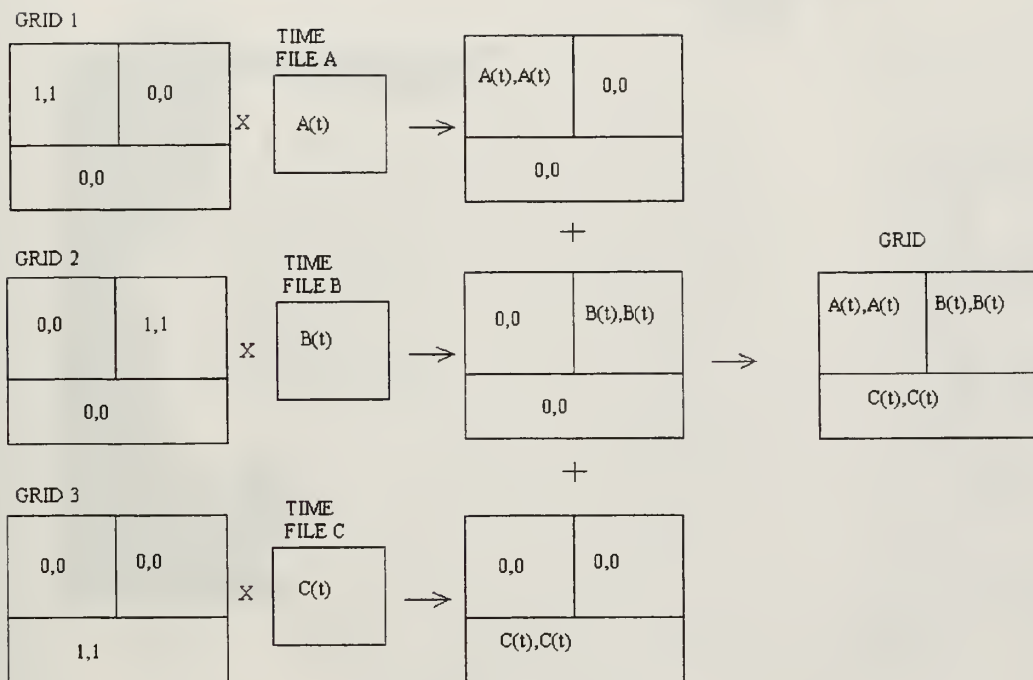 GRID 1
TIME
FILE A
1,1
0,0
X
A(t)
A(t),A(t)
0,0
0,0
0,0
+
GRID 2
TIME
FILE B
GRID
0,0
1,1
X
B(t)
0,0
B(t),B(t)
A(t),A(t)
B(t),B(t)
0,0
0,0
C(t),C(t)
+
GRID 3
TIME
FILE C
0,0
0,0
X
C(t)
0,0
0,0
1,1
C(t),C(t)